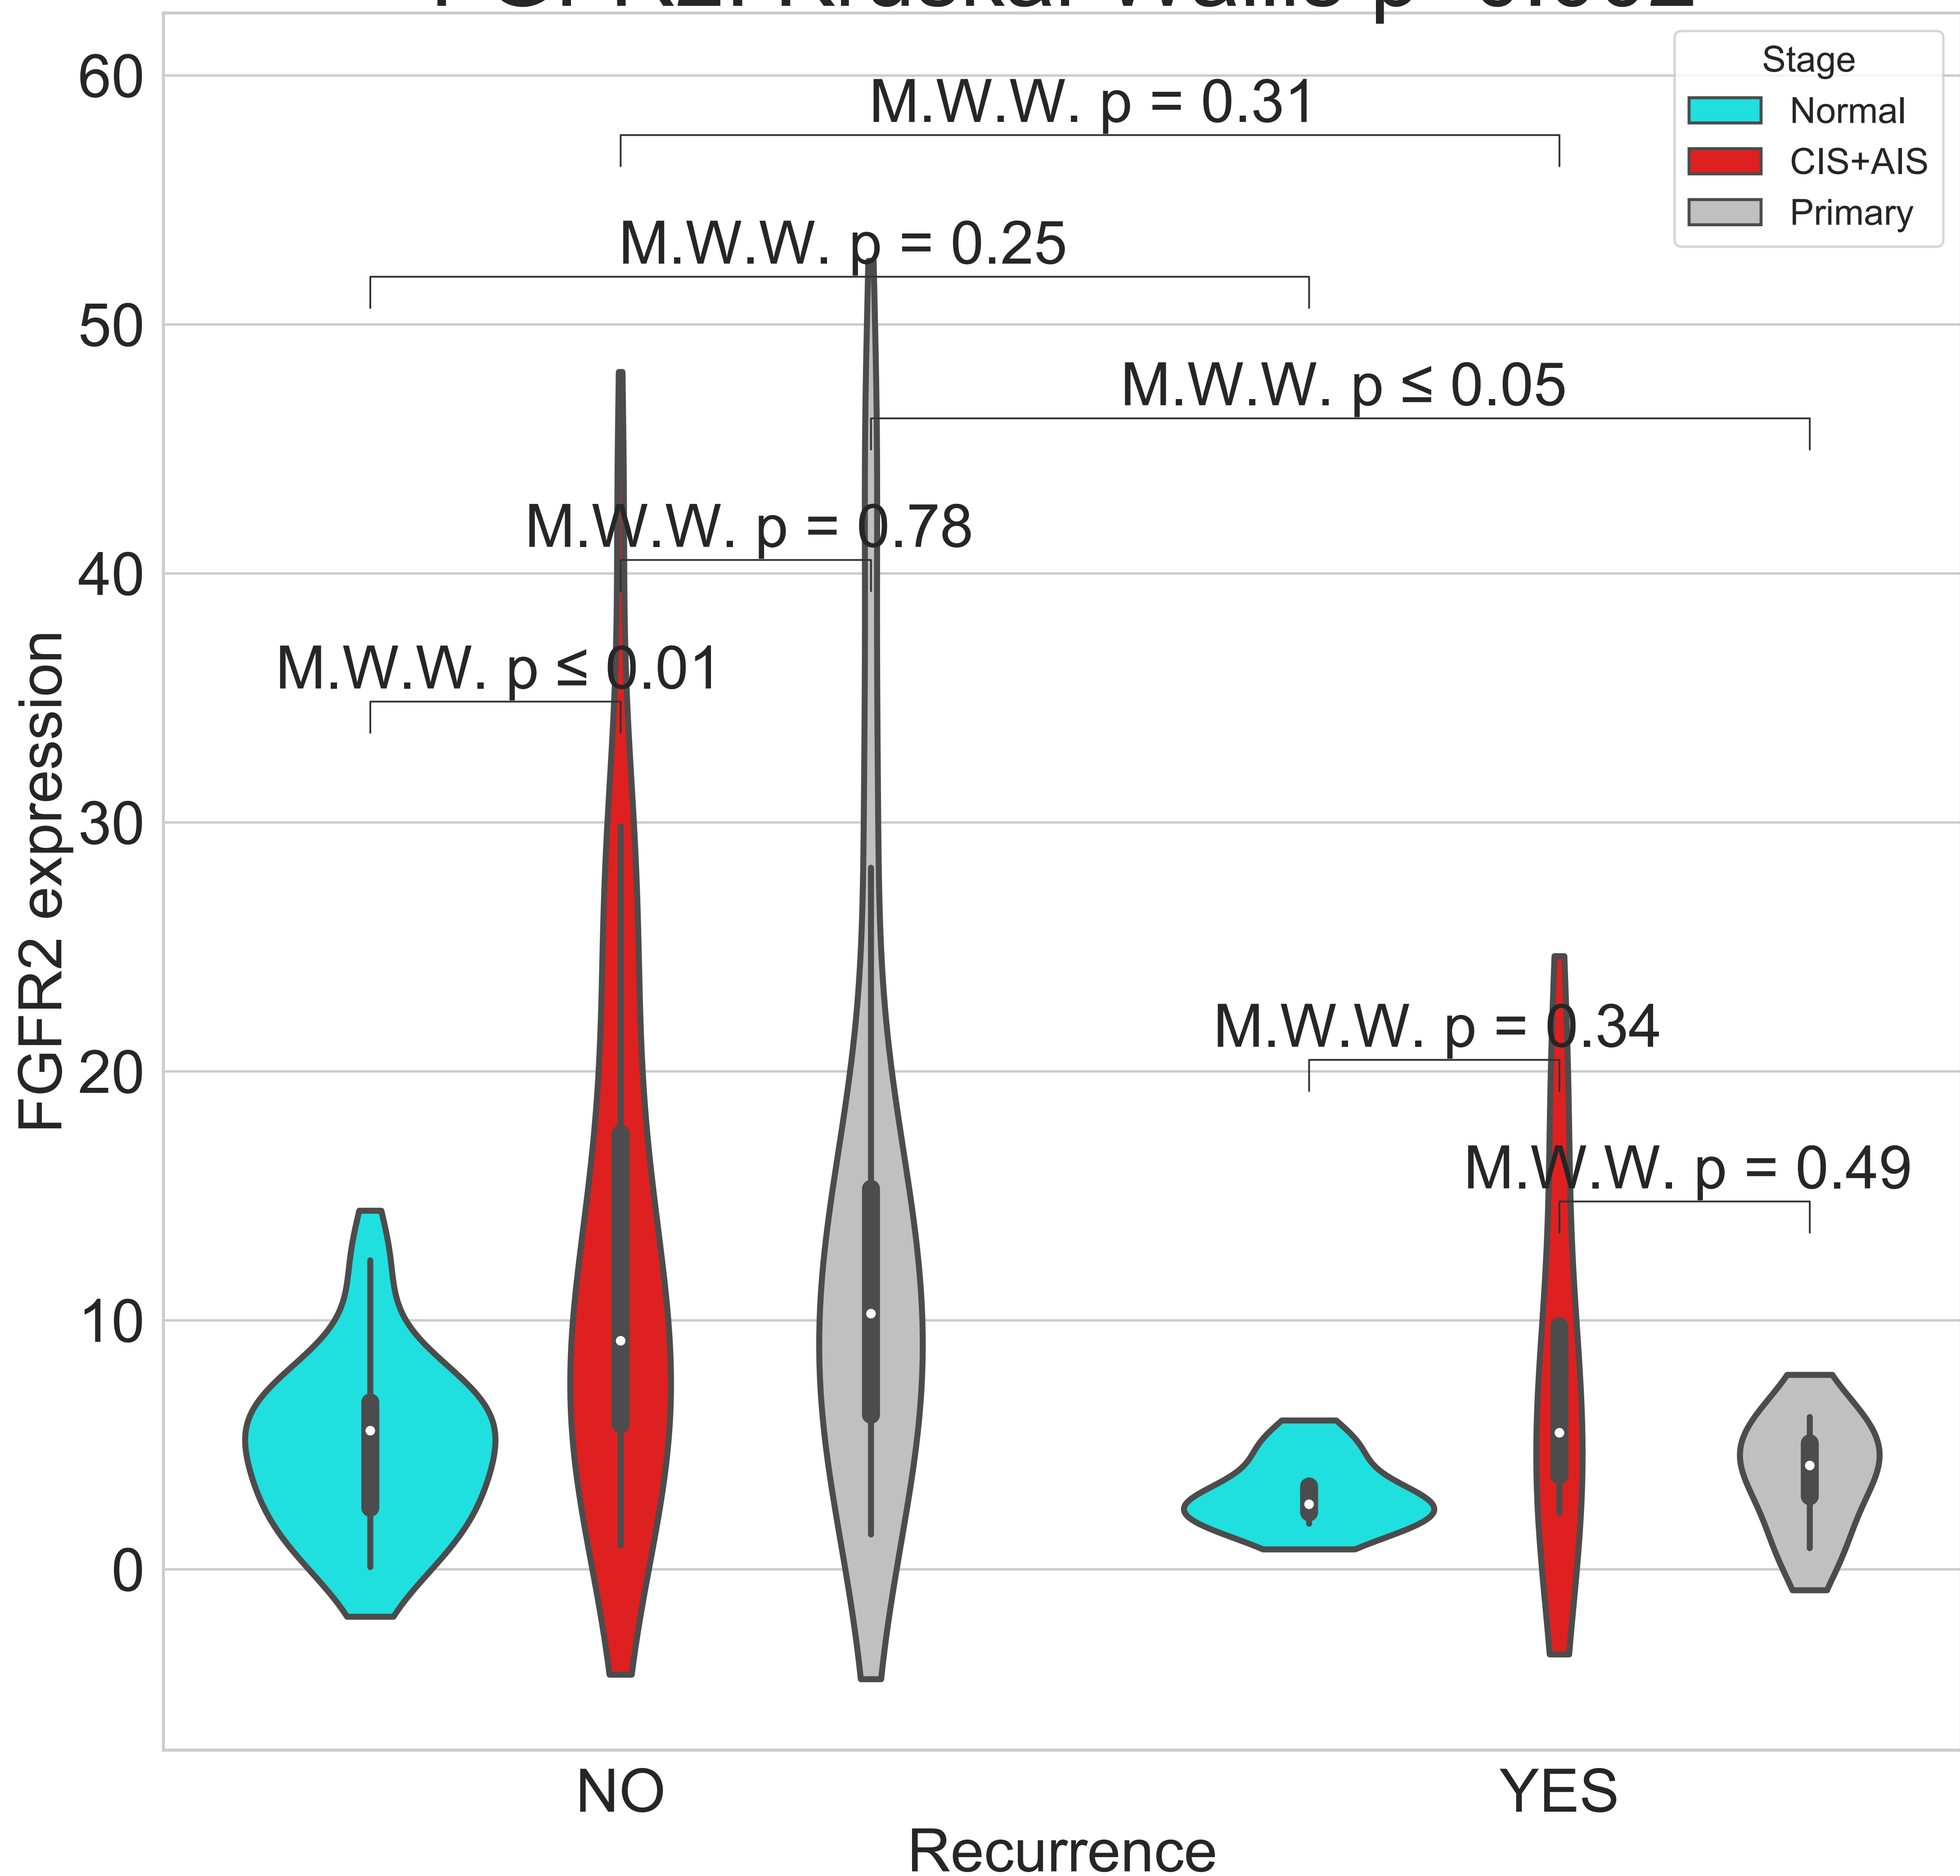 60
50
40
30
20
10
0
FGFR2 expression
M.W.W. p = 0.31
M.W.W. p = 0.25
M.W.W. p ≤ 0.05
M.W.W. p = 0.78
M.W.W. p ≤ 0.01
M.W.W. p = 0.34
M.W.W. p = 0.49
Stage
Normal
CIS+AIS
Primary
NO
YES
Recurrence